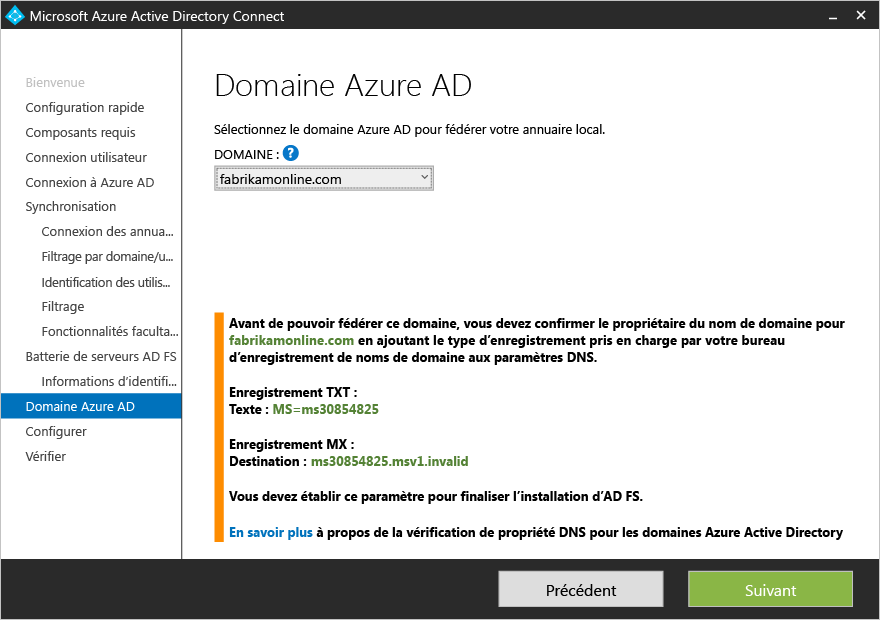 Microsoft Azure Active Directory Connect
Bienvenue
Configuration rapide
Composants requis
Connexion utilisateur
Connexion à Azure AD
Synchronisation
Connexion des annua...
Filtrage par domaine/u...
Identification des utilis...
Filtrage
Fonctionnalités faculta...
Batterie de serveurs AD FS
Informations d’identifi...
Domaine Azure AD
Configurer
Vérifier
Domaine Azure AD
Sélectionnez le domaine Azure AD pour fédérer votre annuaire local.
DOMAINE : ?
fabrikamonline.com
Avant de pouvoir fédérer ce domaine, vous devez confirmer le propriétaire du nom de domaine pour
fabrikamonline.com en ajoutant le type d’enregistrement pris en charge par votre bureau
d’enregistrement de noms de domaine aux paramètres DNS.
Enregistrement TXT :
Texte : MS=ms30854825
Enregistrement MX :
Destination : ms30854825.msv1.invalid
Vous devez établir ce paramètre pour finaliser l’installation d’AD FS.
En savoir plus à propos de la vérification de propriété DNS pour les domaines Azure Active Directory
Précédent
Suivant